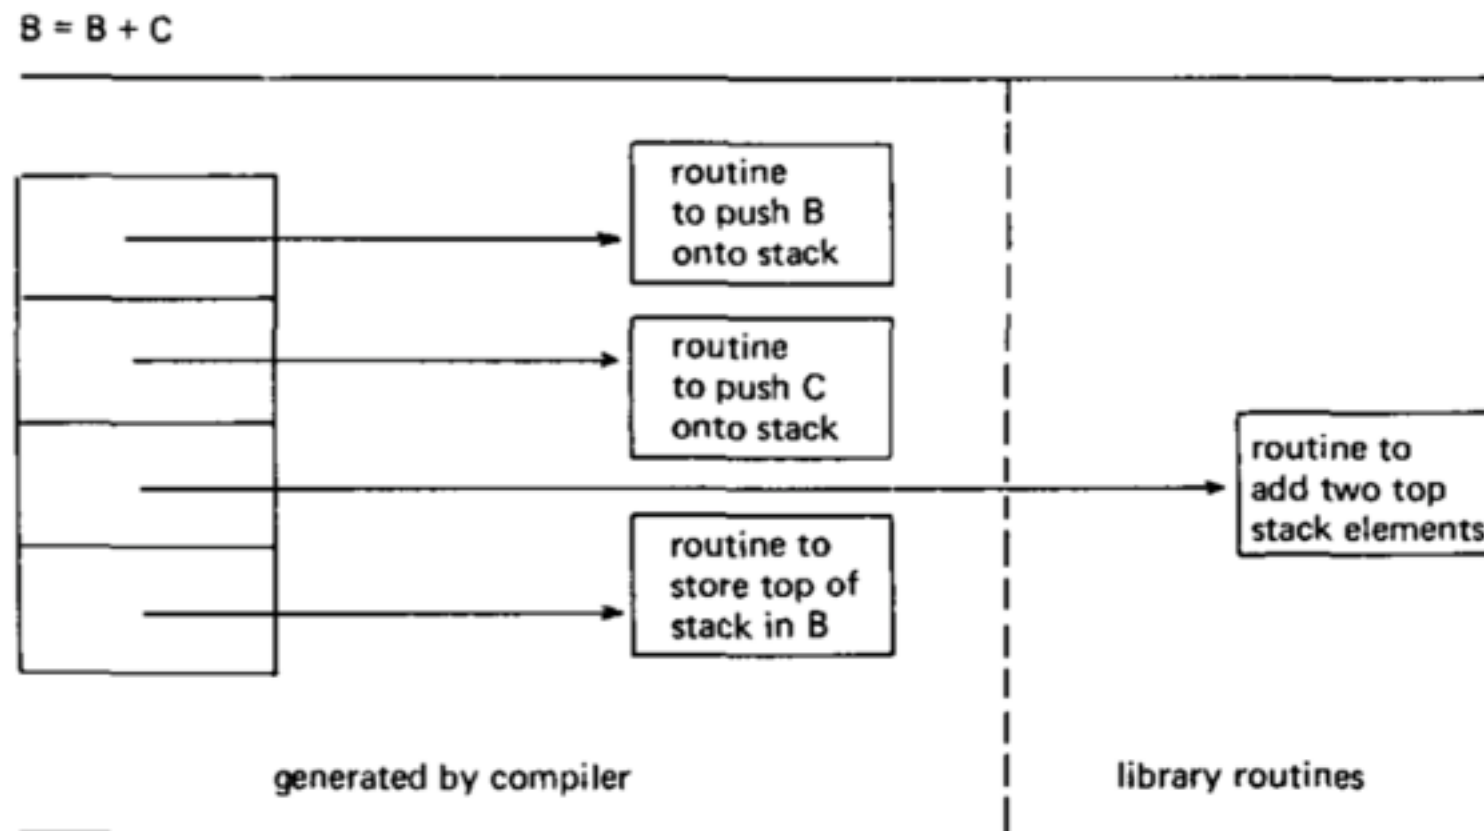 B = B + C
routine
to push B
onto stack
routine
to push C
onto stack
routine to
add two top
stack elements
routine to
store top of
stack in B
generated by compiler
library routines